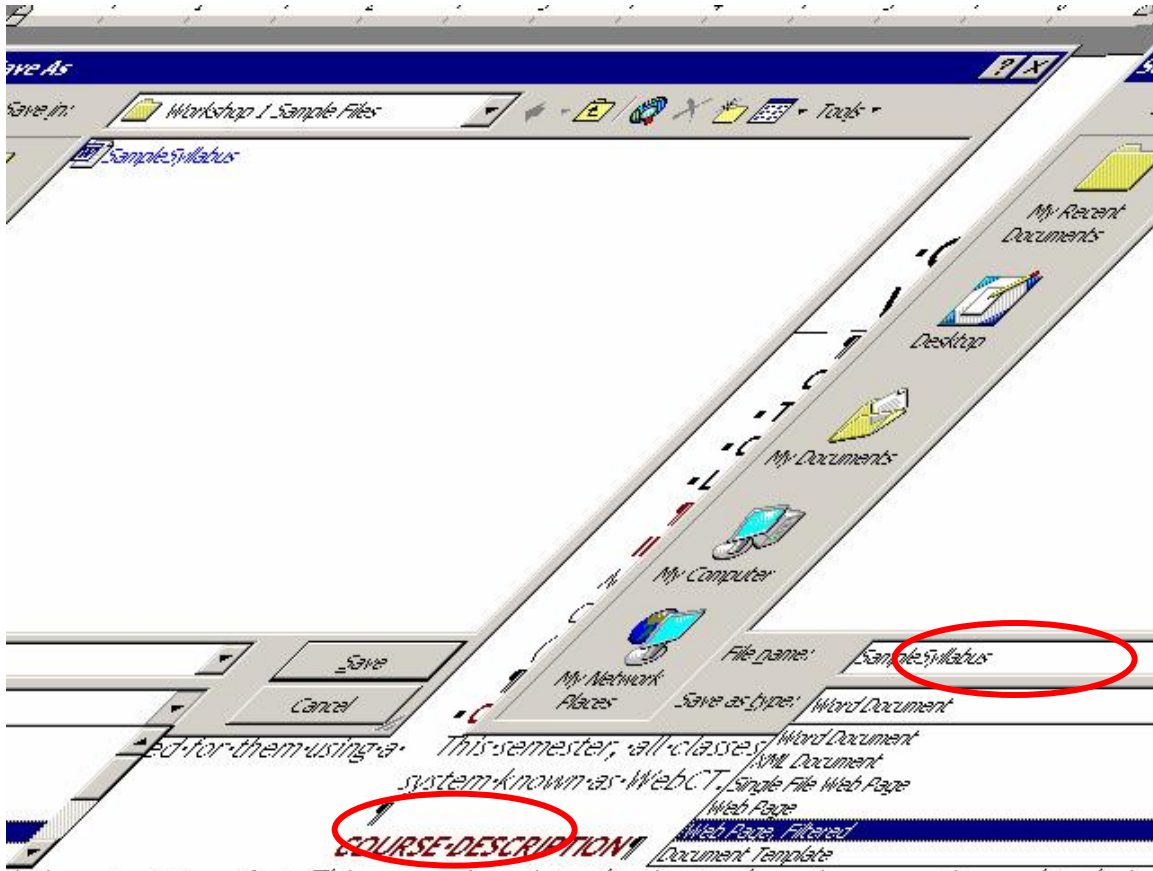 Save As
Save in:
Workshop 1 Sample Files
Tools
SampleSyllabus
My Recent
Documents
Desktop
My Documents
My Computer
My Network
Places
File name:
SampleSyllabus
Save as type:
Word Document
Save
Cancel
Word Document
XML Document
Single File Web Page
Web Page
Web Page, Filtered
Document Template
ed·for·them·using·a·
This·semester,·all·classes
system·known·as·WebCT.
COURSE·DESCRIPTION¶